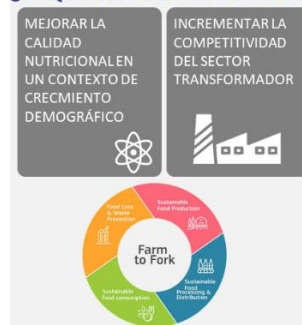 MEJORAR LA
CALIDAD
NUTRICIONAL EN
UN CONTEXTO DE
CRECMIENTO
DEMOGRÁFICO
INCREMENTAR LA
COMPETITIVIDAD
DEL SECTOR
TRANSFORMADOR
Food Loss
& Waste
Prevention
Sustainable
Food Production
Farm
to Fork
Sustainable
Food consumption
Sustainable
Food
Processing &
Distribution